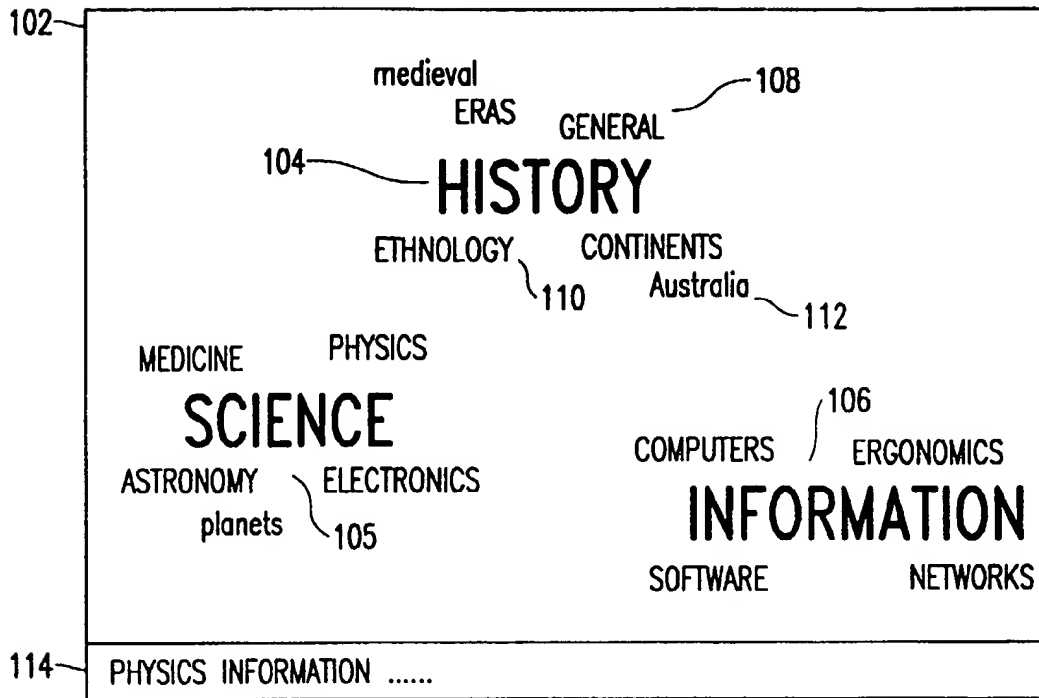 102
medieval
108
ERAS
GENERAL
104
HISTORY
ETHNOLOGY
CONTINENTS
110
Australia
112
MEDICINE
PHYSICS
SCIENCE
106
COMPUTERS
ERGONOMICS
ASTRONOMY
ELECTRONICS
INFORMATION
planets
105
SOFTWARE
NETWORKS
114
PHYSICS INFORMATION ......